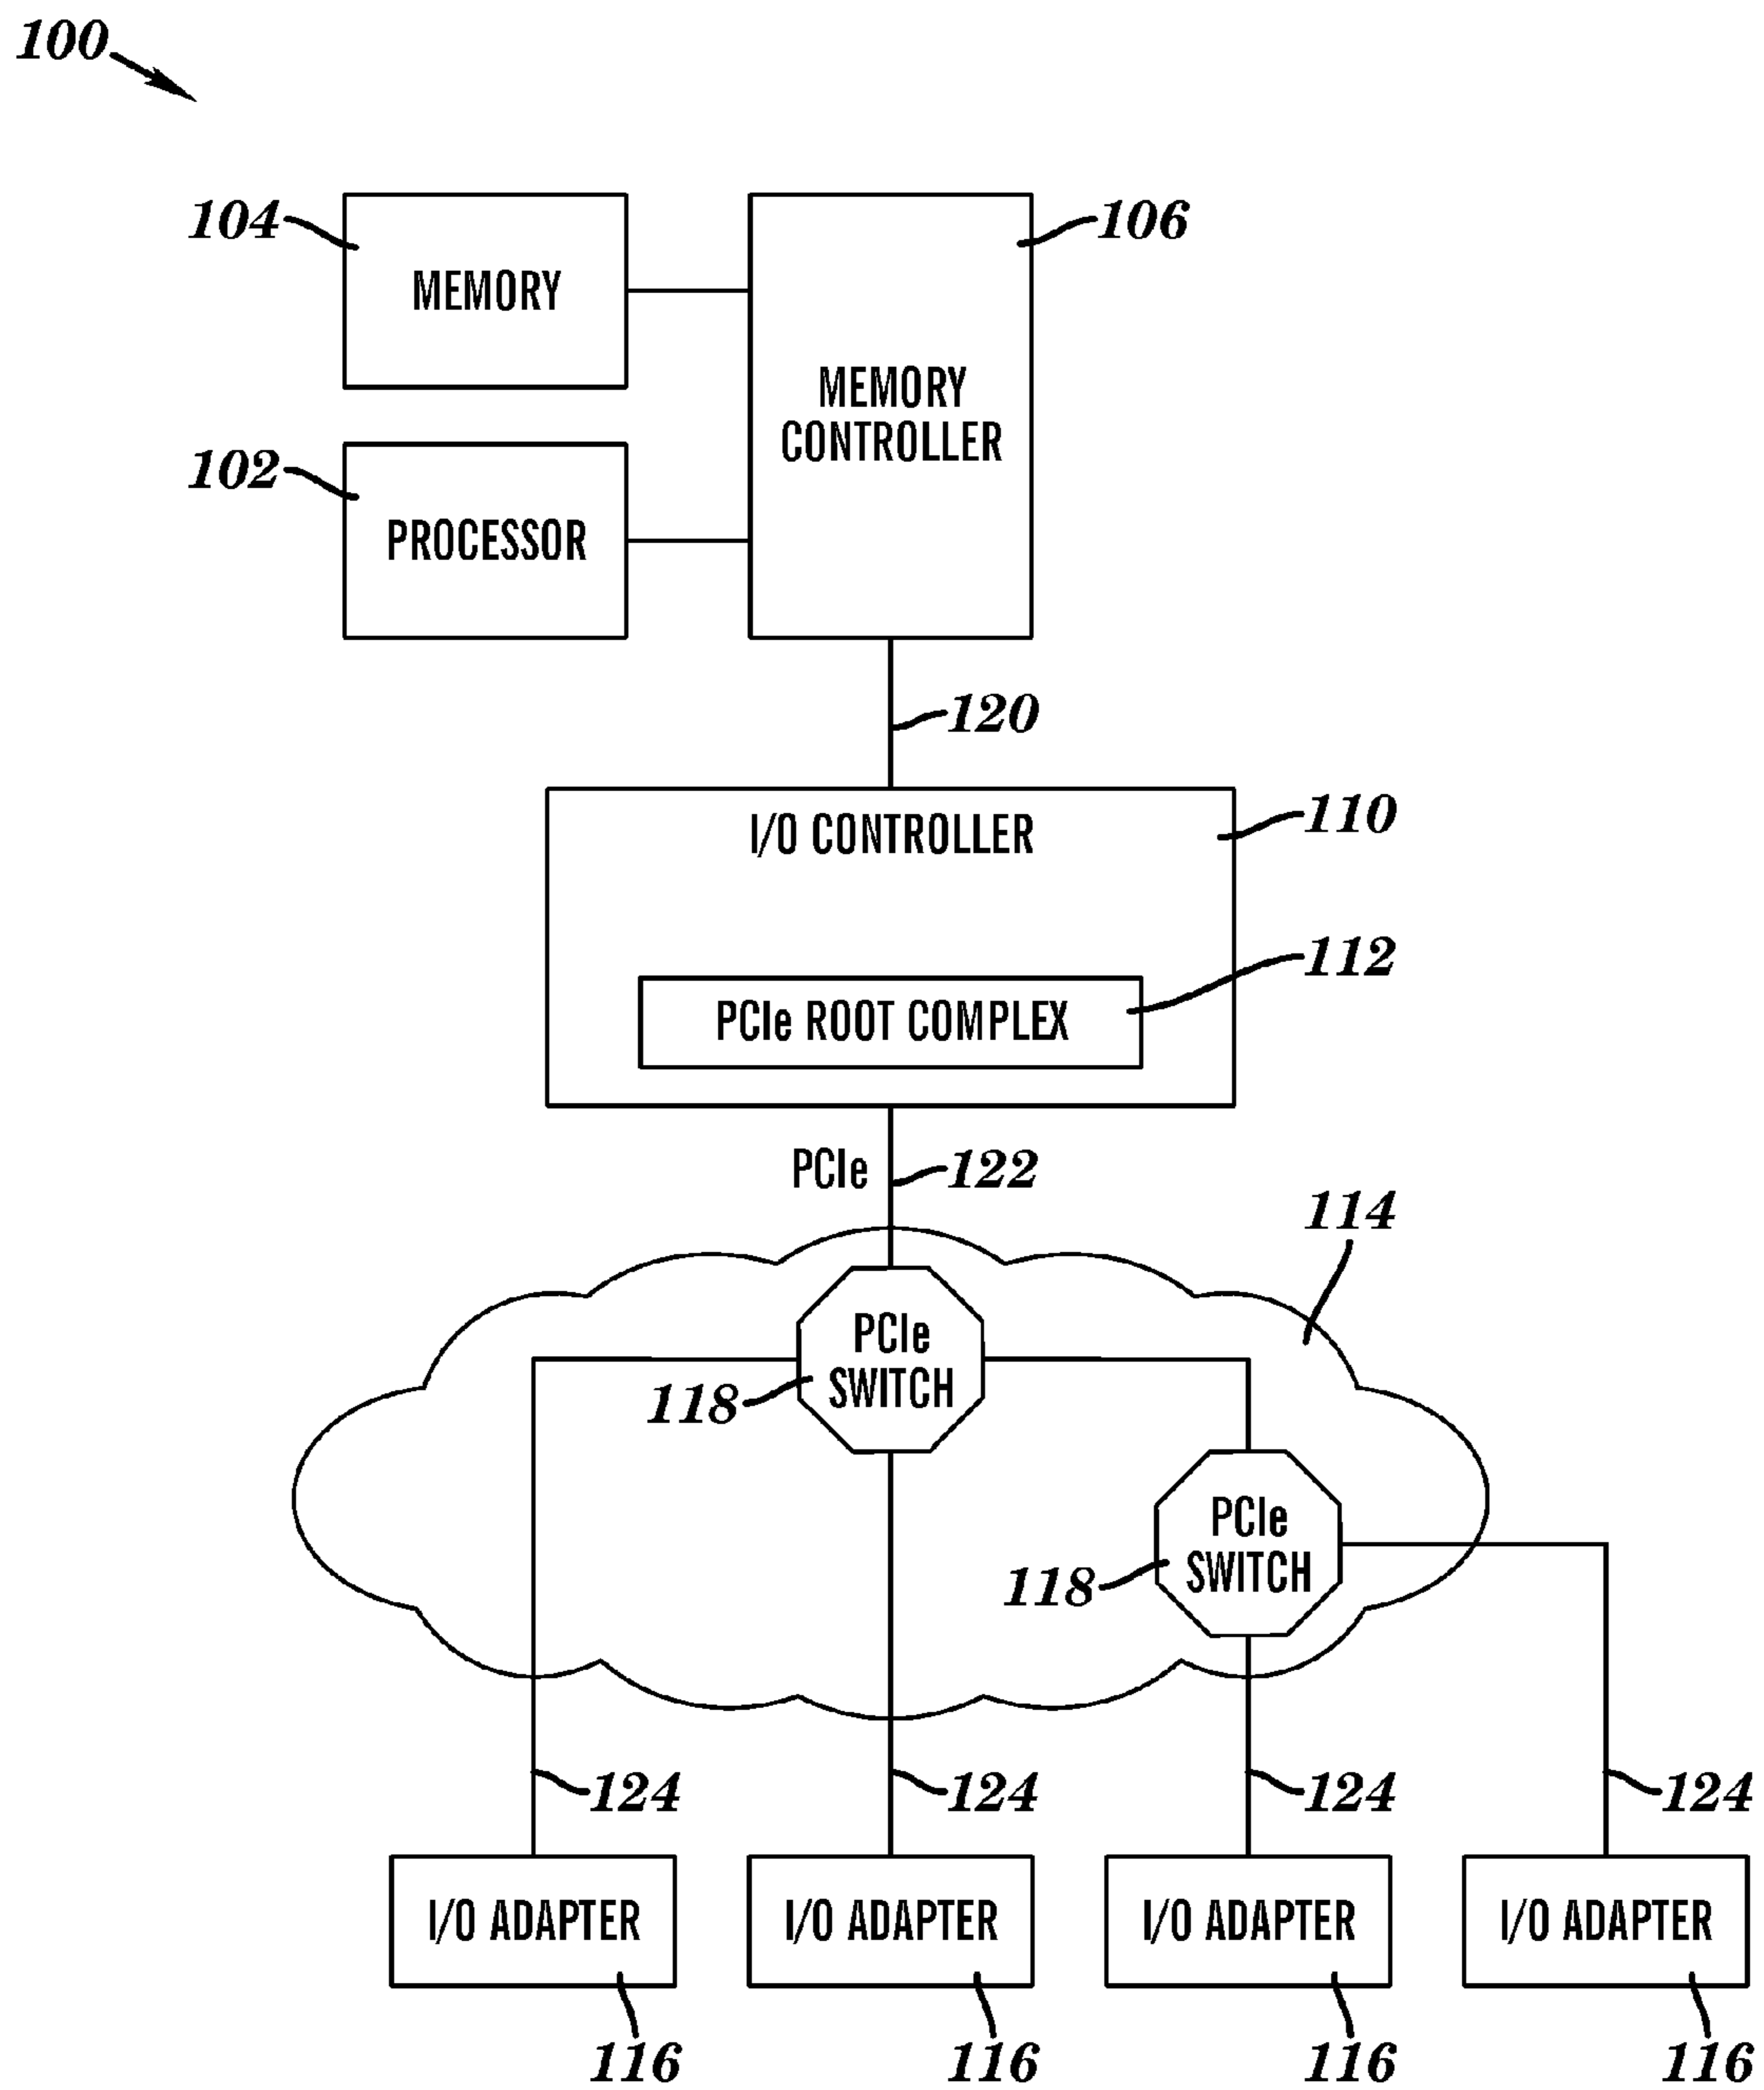 100
104
106
MEMORY
MEMORY
CONTROLLER
102
PROCESSOR
120
I/O CONTROLLER
110
112
PCIe ROOT COMPLEX
PCIe
122
114
PCIe
SWITCH
118
PCIe
SWITCH
118
124
124
124
124
I/O ADAPTER
I/O ADAPTER
I/O ADAPTER
I/O ADAPTER
116
116
116
116